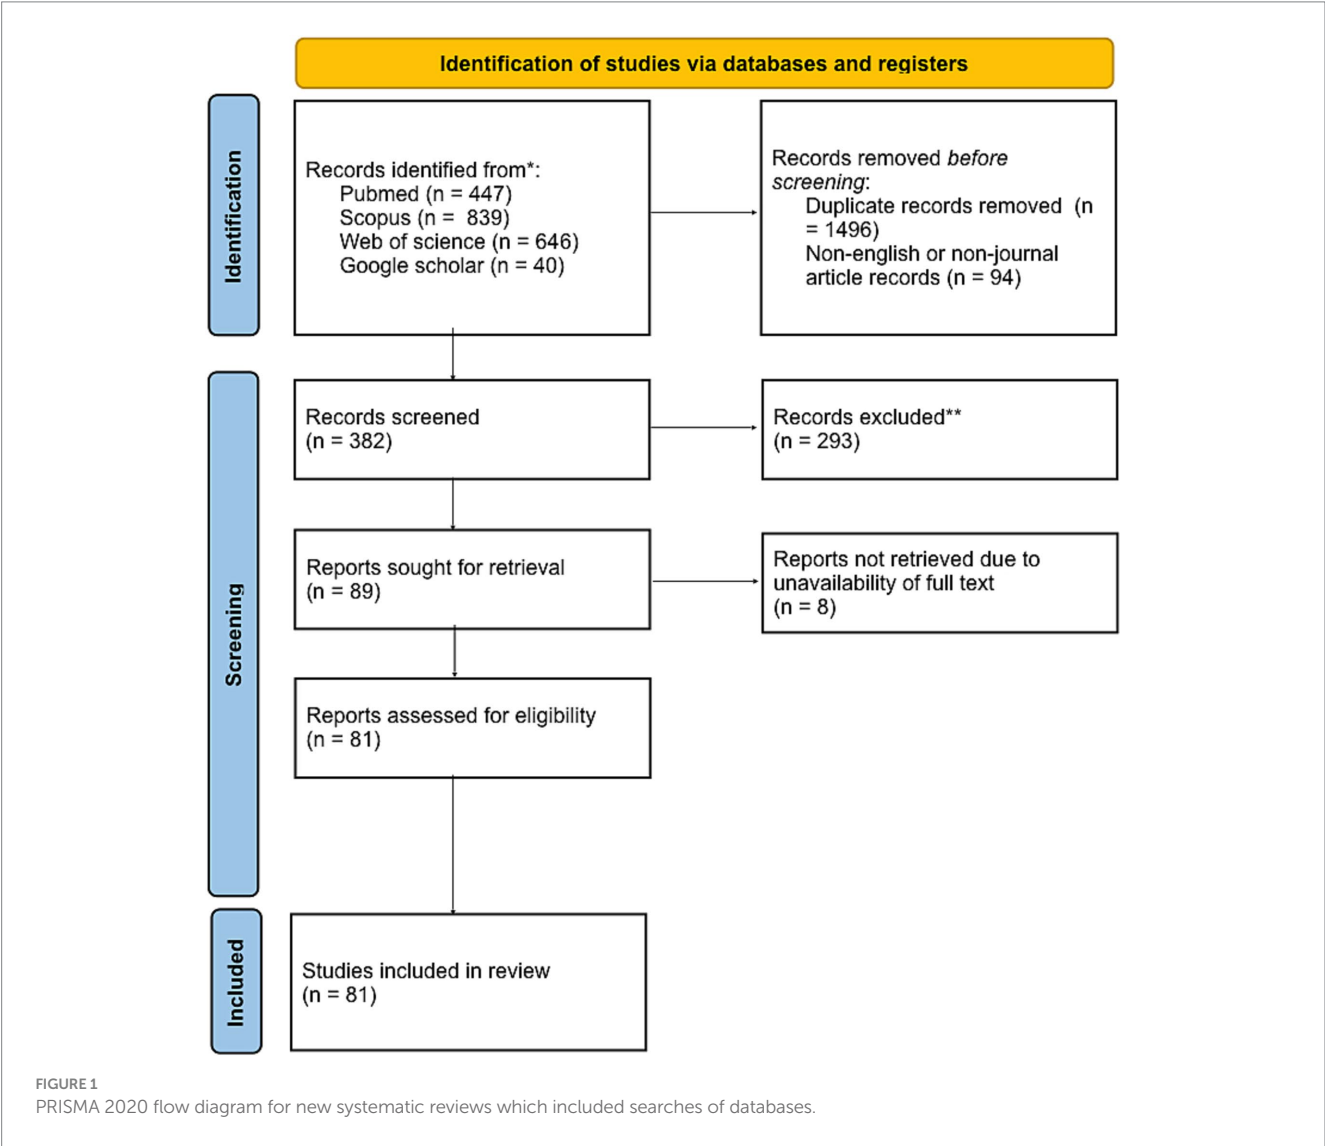 Identification of studies via databases and registers
Identification
Records identified from*:
Pubmed (n = 447)
Scopus (n = 839)
Web of science (n = 646)
Google scholar (n = 40)
Records removed before
screening:
Duplicate records removed (n
= 1496)
Non-english or non-journal
article records (n = 94)
Screening
Records screened
(n = 382)
Records excluded**
(n = 293)
Reports sought for retrieval
(n = 89)
Reports not retrieved due to
unavailability of full text
(n = 8)
Reports assessed for eligibility
(n = 81)
Included
Studies included in review
(n = 81)
FIGURE 1
PRISMA 2020 flow diagram for new systematic reviews which included searches of databases.